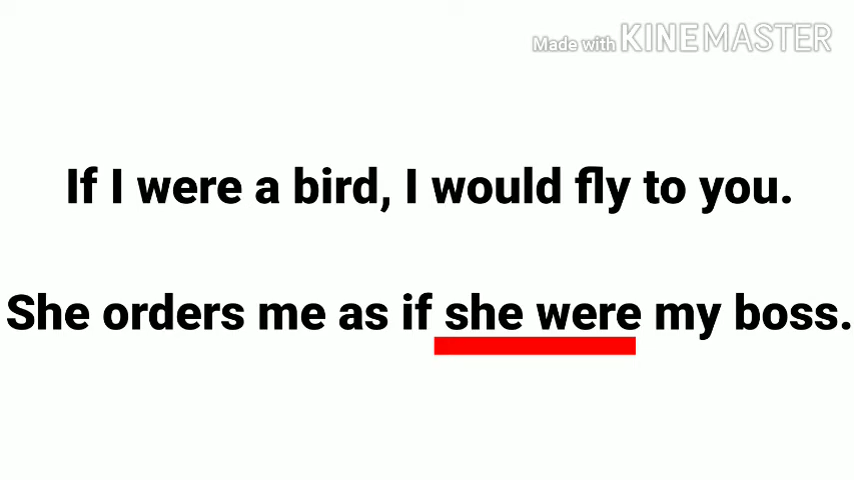 Made with KINEMASTER
If I were a bird, I would fly to you.
She orders me as if she were my boss.